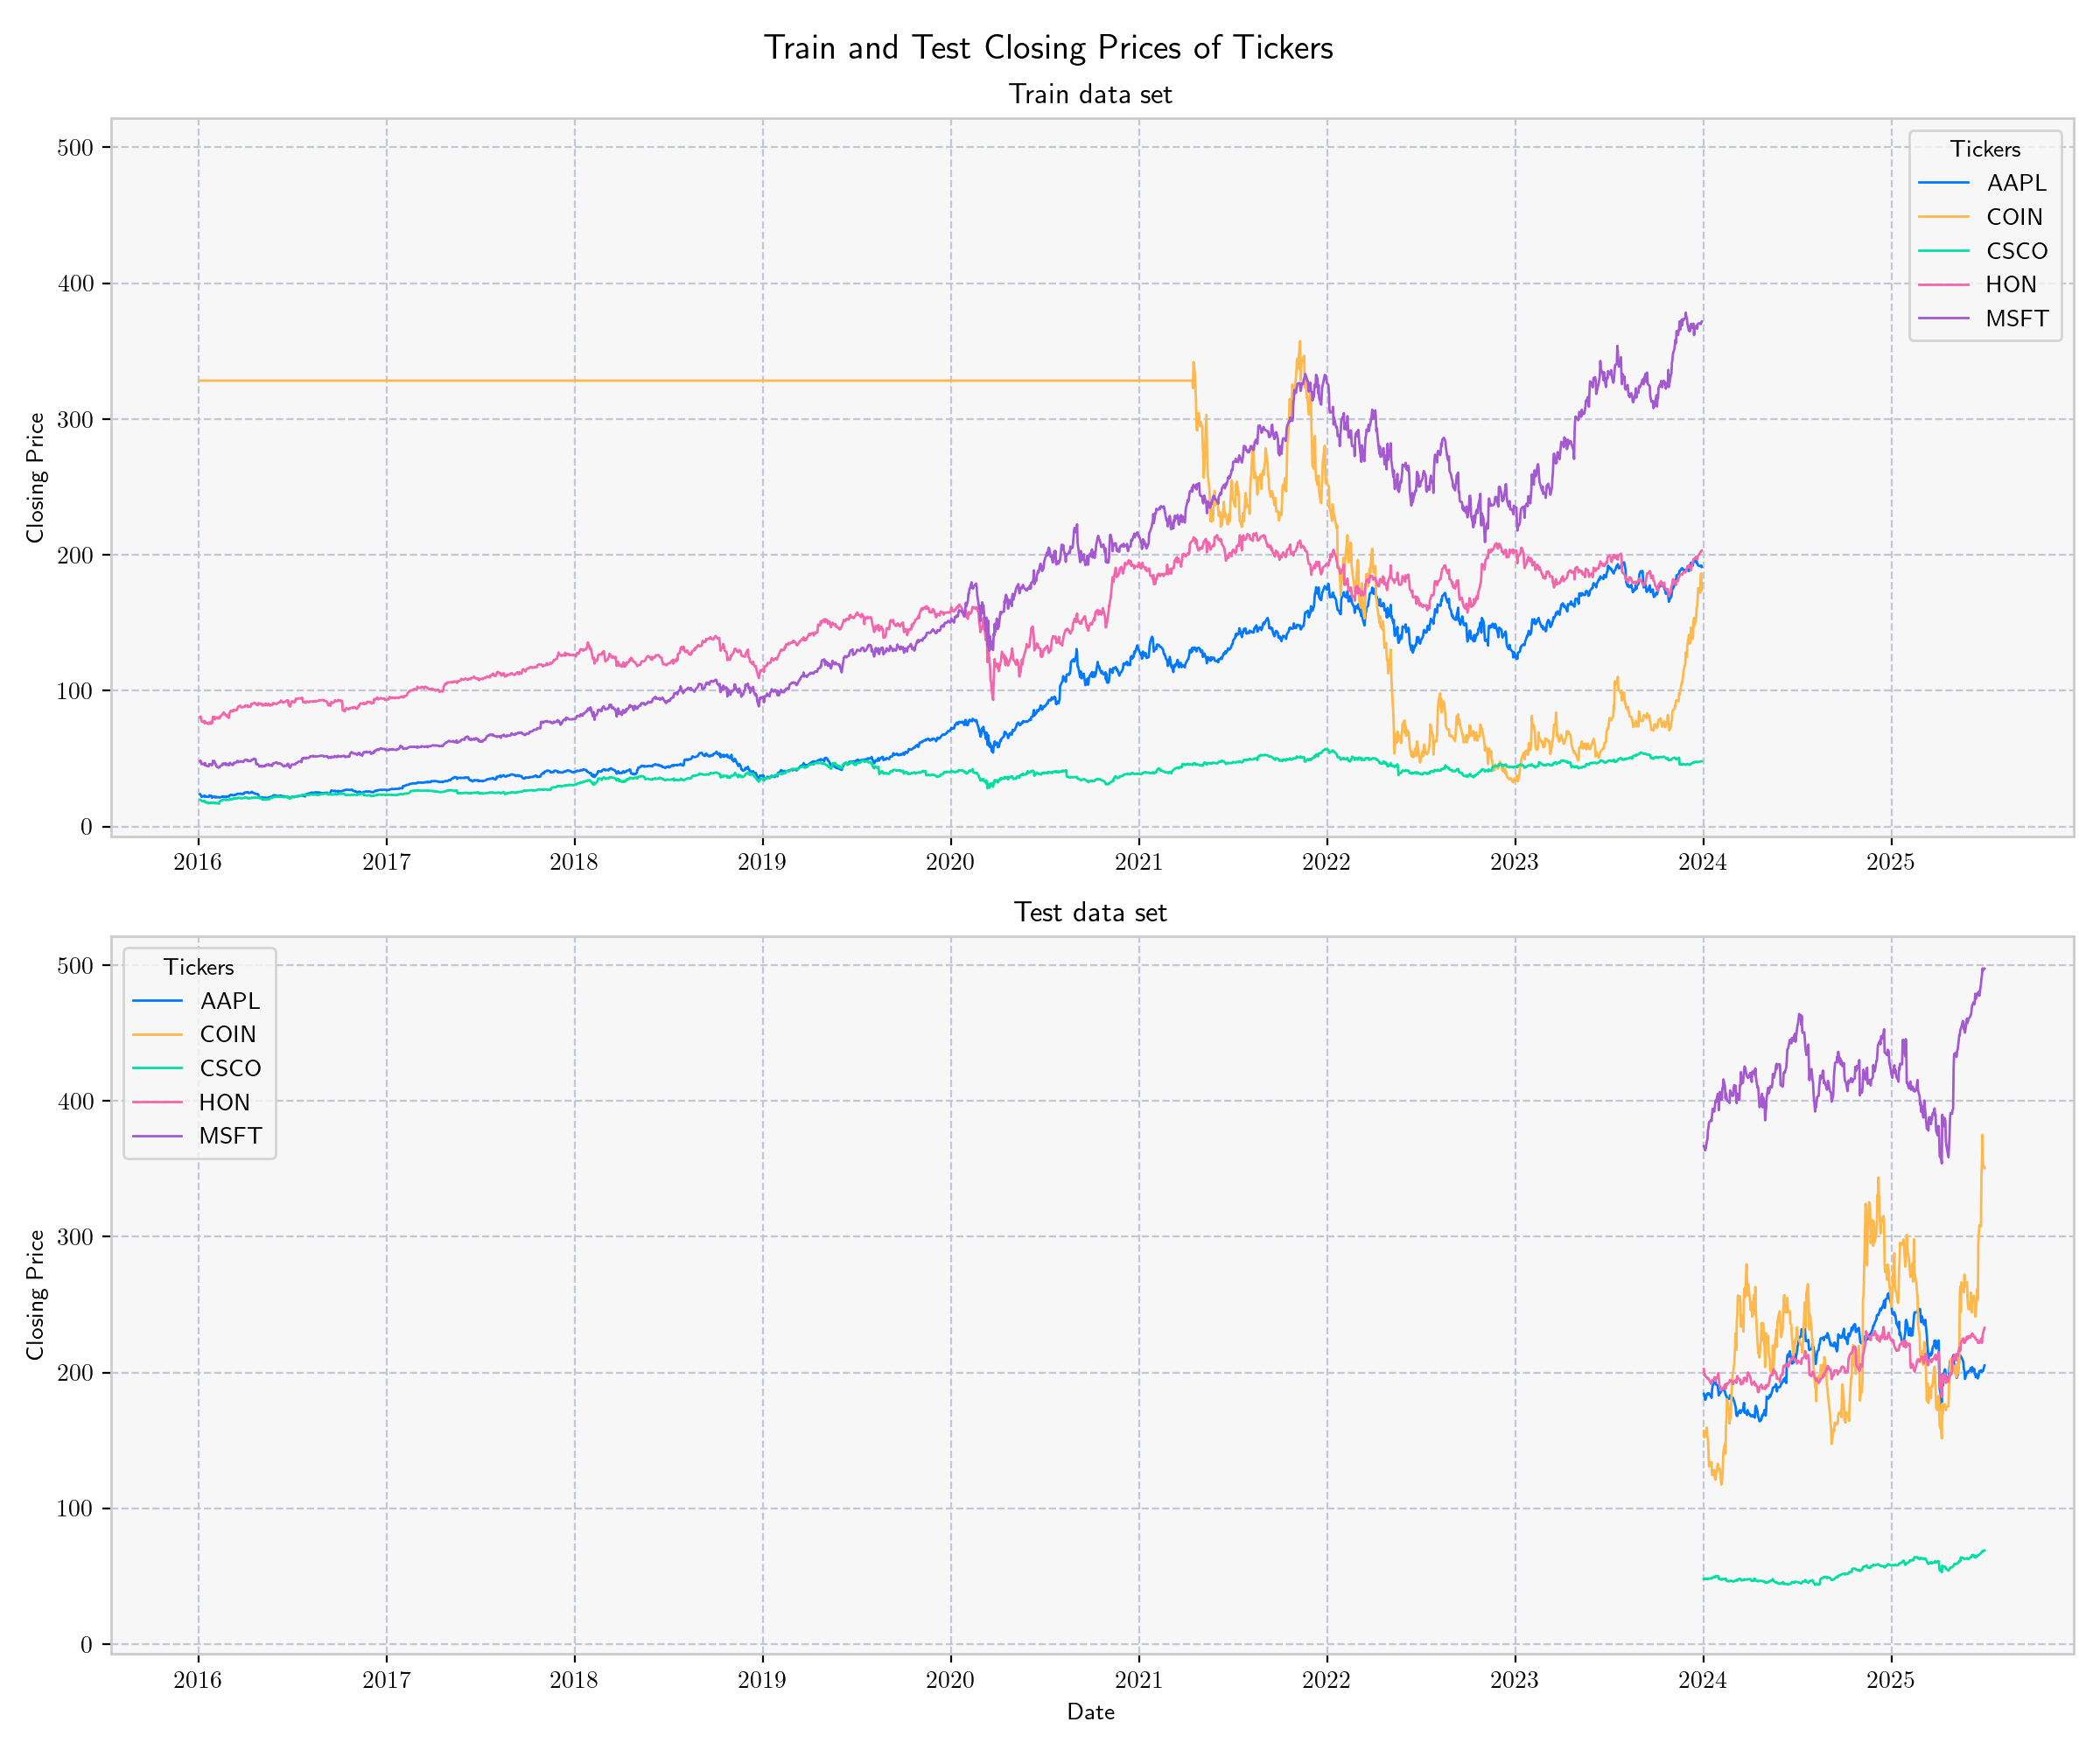 Train and Test Closing Prices of Tickers
Train data set
Closing Price
500
400
300
200
100
0
Tickers
AAPL
COIN
CSCO
HON
MSFT
2016 2017 2018 2019 2020 2021 2022 2023 2024 2025
Test data set
Closing Price
500
400
300
200
100
0
Tickers
AAPL
COIN
CSCO
HON
MSFT
2016 2017 2018 2019 2020 2021 2022 2023 2024 2025
Date